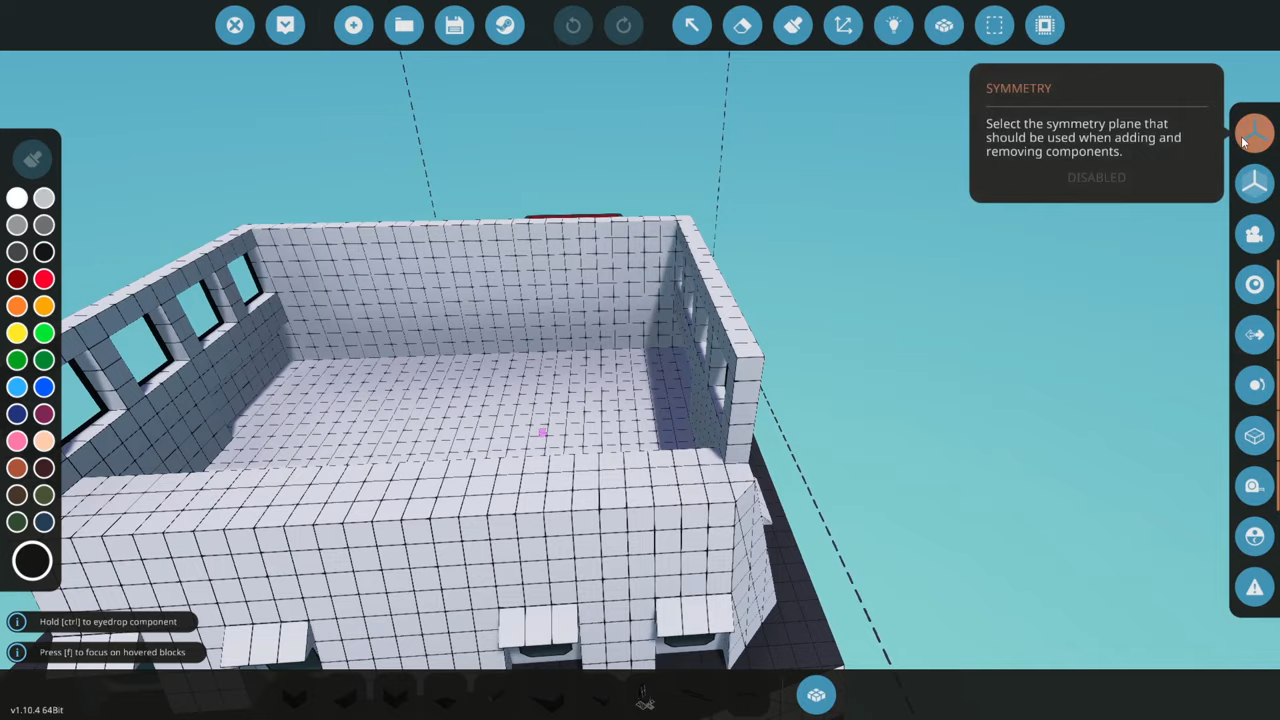 SYMMETRY
Select the symmetry plane that
should be used when adding and
removing components.
DISABLED
Hold [ctrl] to eyedrop component
Press [f] to focus on hovered blocks
v1.10.4 64Bit